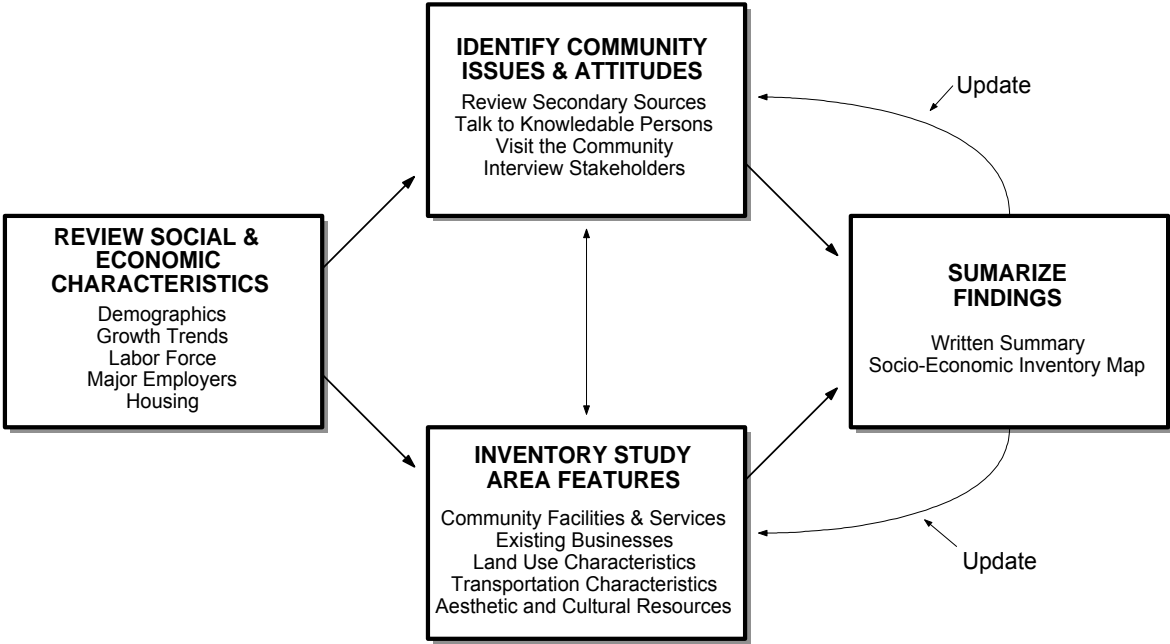 IDENTIFY COMMUNITY
ISSUES & ATTITUDES
Review Secondary Sources
Talk to Knowledable Persons
Visit the Community
Interview Stakeholders
Update
REVIEW SOCIAL &
ECONOMIC
CHARACTERISTICS
Demographics
Growth Trends
Labor Force
Major Employers
Housing
SUMARIZE
FINDINGS
Written Summary
Socio-Economic Inventory Map
INVENTORY STUDY
AREA FEATURES
Community Facilities & Services
Existing Businesses
Land Use Characteristics
Transportation Characteristics
Aesthetic and Cultural Resources
Update